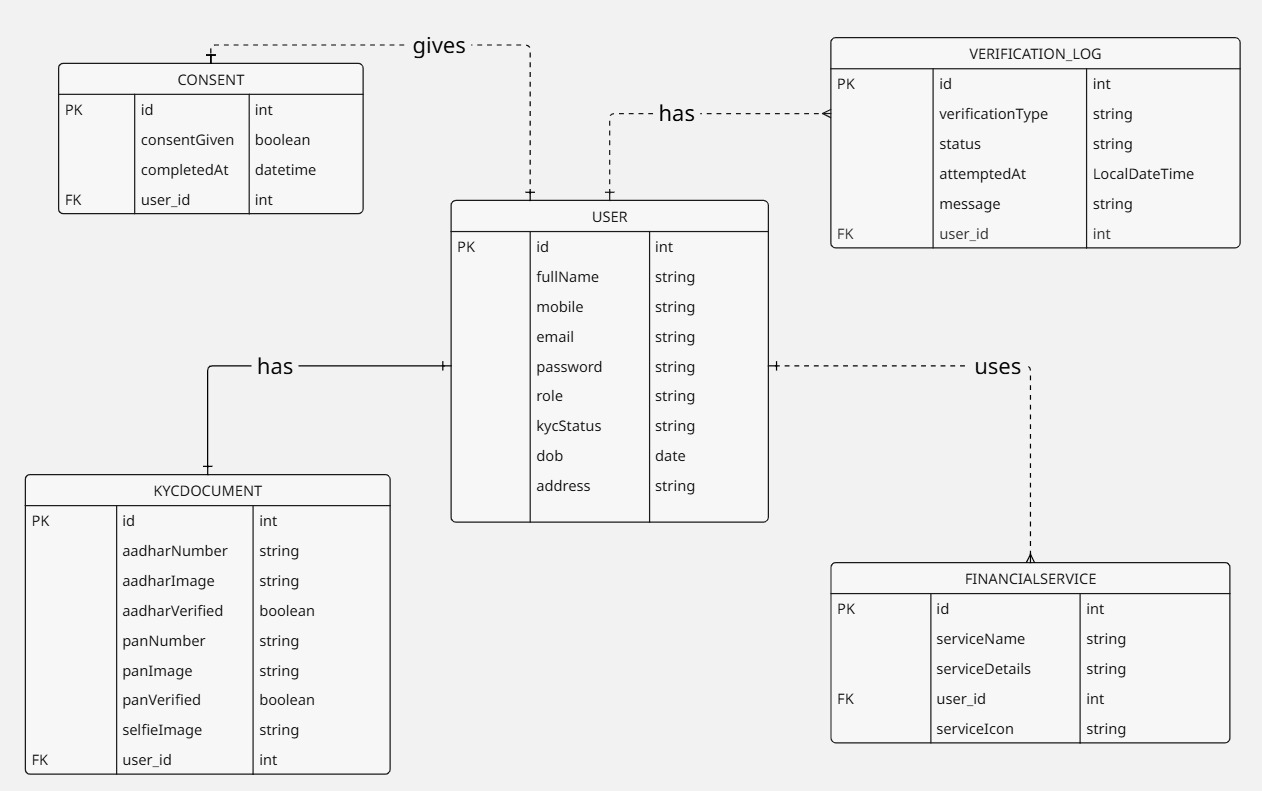 gives
CONSENT
PK id int
consentGiven boolean
completedAt datetime
FK user_id int
VERIFICATION_LOG
PK id int
verificationType string
status string
attemptedAt LocalDateTime
message string
FK user_id int
has
USER
PK id int
fullName string
mobile string
email string
password string
role string
kycStatus string
dob date
address string
has
uses
KYCDOCUMENT
PK id int
aadharNumber string
aadharImage string
aadharVerified boolean
panNumber string
panImage string
panVerified boolean
selfieImage string
FK user_id int
FINANCIALSERVICE
PK id int
serviceName string
serviceDetails string
FK user_id int
serviceIcon string